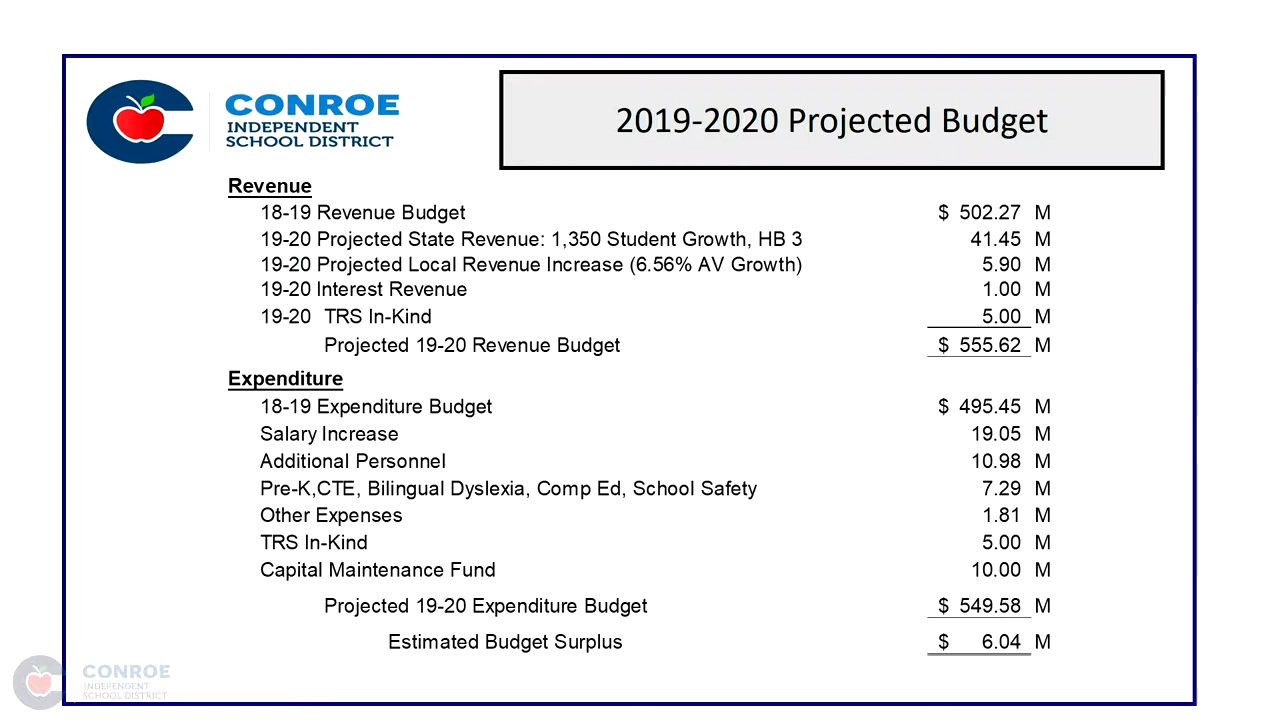 CONROE
INDEPENDENT
SCHOOL DISTRICT
2019-2020 Projected Budget
Revenue
18-19 Revenue Budget $ 502.27 M
19-20 Projected State Revenue: 1,350 Student Growth, HB 3 41.45 M
19-20 Projected Local Revenue Increase (6.56% AV Growth) 5.90 M
19-20 Interest Revenue 1.00 M
19-20 TRS In-Kind 5.00 M
Projected 19-20 Revenue Budget $ 555.62 M
Expenditure
18-19 Expenditure Budget $ 495.45 M
Salary Increase 19.05 M
Additional Personnel 10.98 M
Pre-K,CTE, Bilingual Dyslexia, Comp Ed, School Safety 7.29 M
Other Expenses 1.81 M
TRS In-Kind 5.00 M
Capital Maintenance Fund 10.00 M
Projected 19-20 Expenditure Budget $ 549.58 M
Estimated Budget Surplus $ 6.04 M
CONROE
INDEPENDENT
SCHOOL DISTRICT